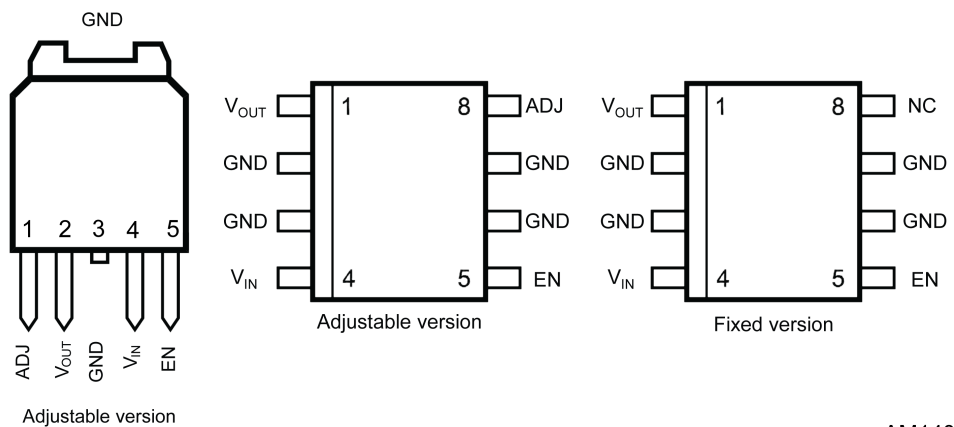 GND
1 2 3 4 5
ADJ
VOUT
GND
VIN
EN
Adjustable version
VOUT 1 8 ADJ
GND GND
GND GND
VIN 4 5 EN
Adjustable version
VOUT 1 8 NC
GND GND
GND GND
VIN 4 5 EN
Fixed version